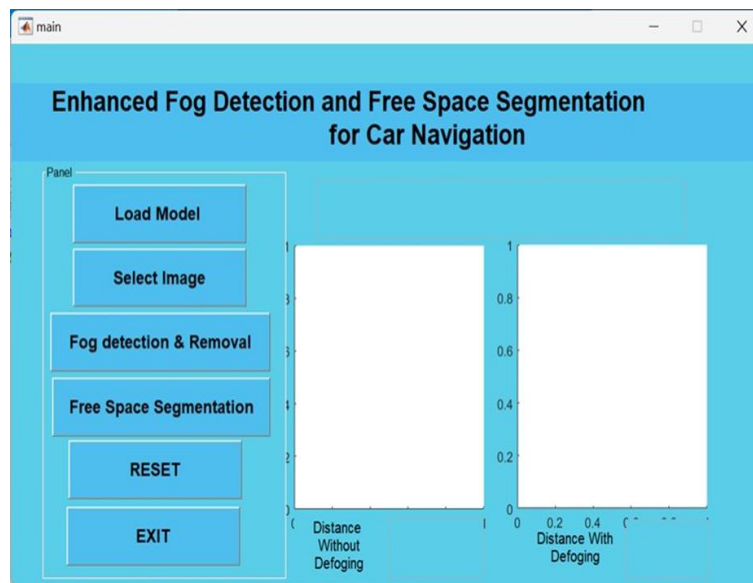 main
Enhanced Fog Detection and Free Space Segmentation
for Car Navigation
Panel
Load Model
Select Image
Fog detection & Removal
Free Space Segmentation
RESET
EXIT
1
0.8
0.6
0.4
0.2
0
0 0.2 0.4
Distance
Without
Defoging
Distance With
Defoging